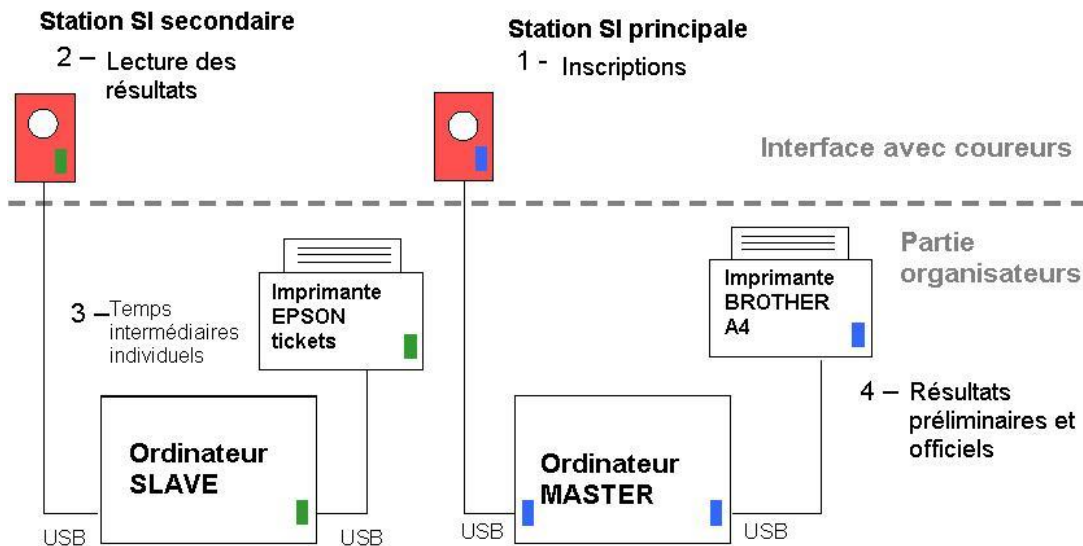 Station SI secondaire
2 – Lecture des
résultats
Station SI principale
1 - Inscriptions
Interface avec coureurs
Partie
organisateurs
Imprimante
EPSON
tickets
3 – Temps
intermédiaires
individuels
Imprimante
BROTHER
A4
4 – Résultats
préliminaires et
officiels
Ordinateur
SLAVE
Ordinateur
MASTER
USB
USB
USB
USB